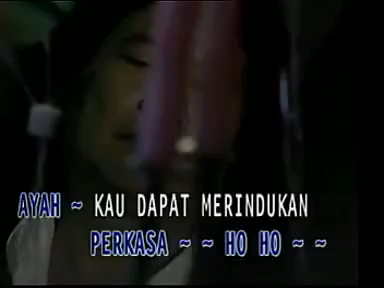 AYAH ~ KAU DAPAT MERINDUKAN
PERKASA ~ ~ HO HO ~ ~